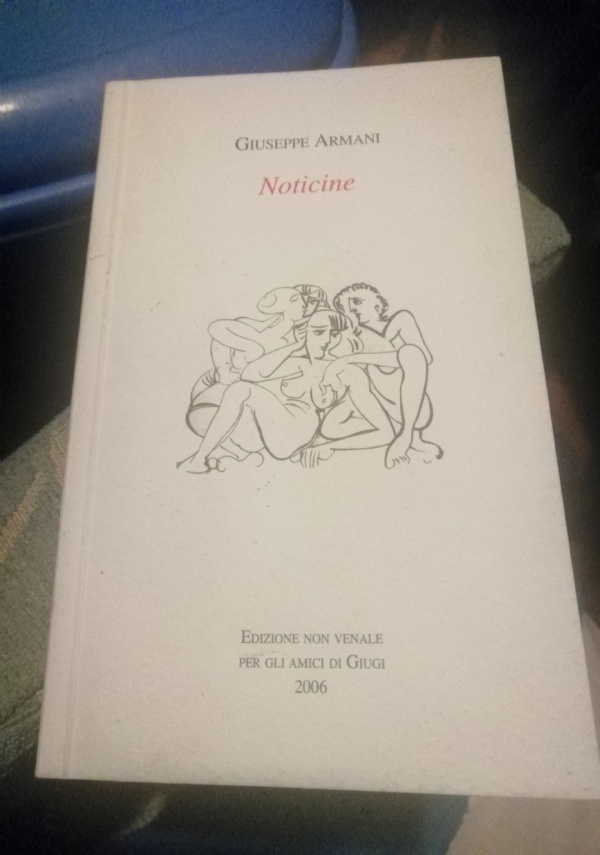 GIUSEPPE ARMANI
Noticine
EDIZIONE NON VENALE
PER GLI AMICI DI GIUGI
2006